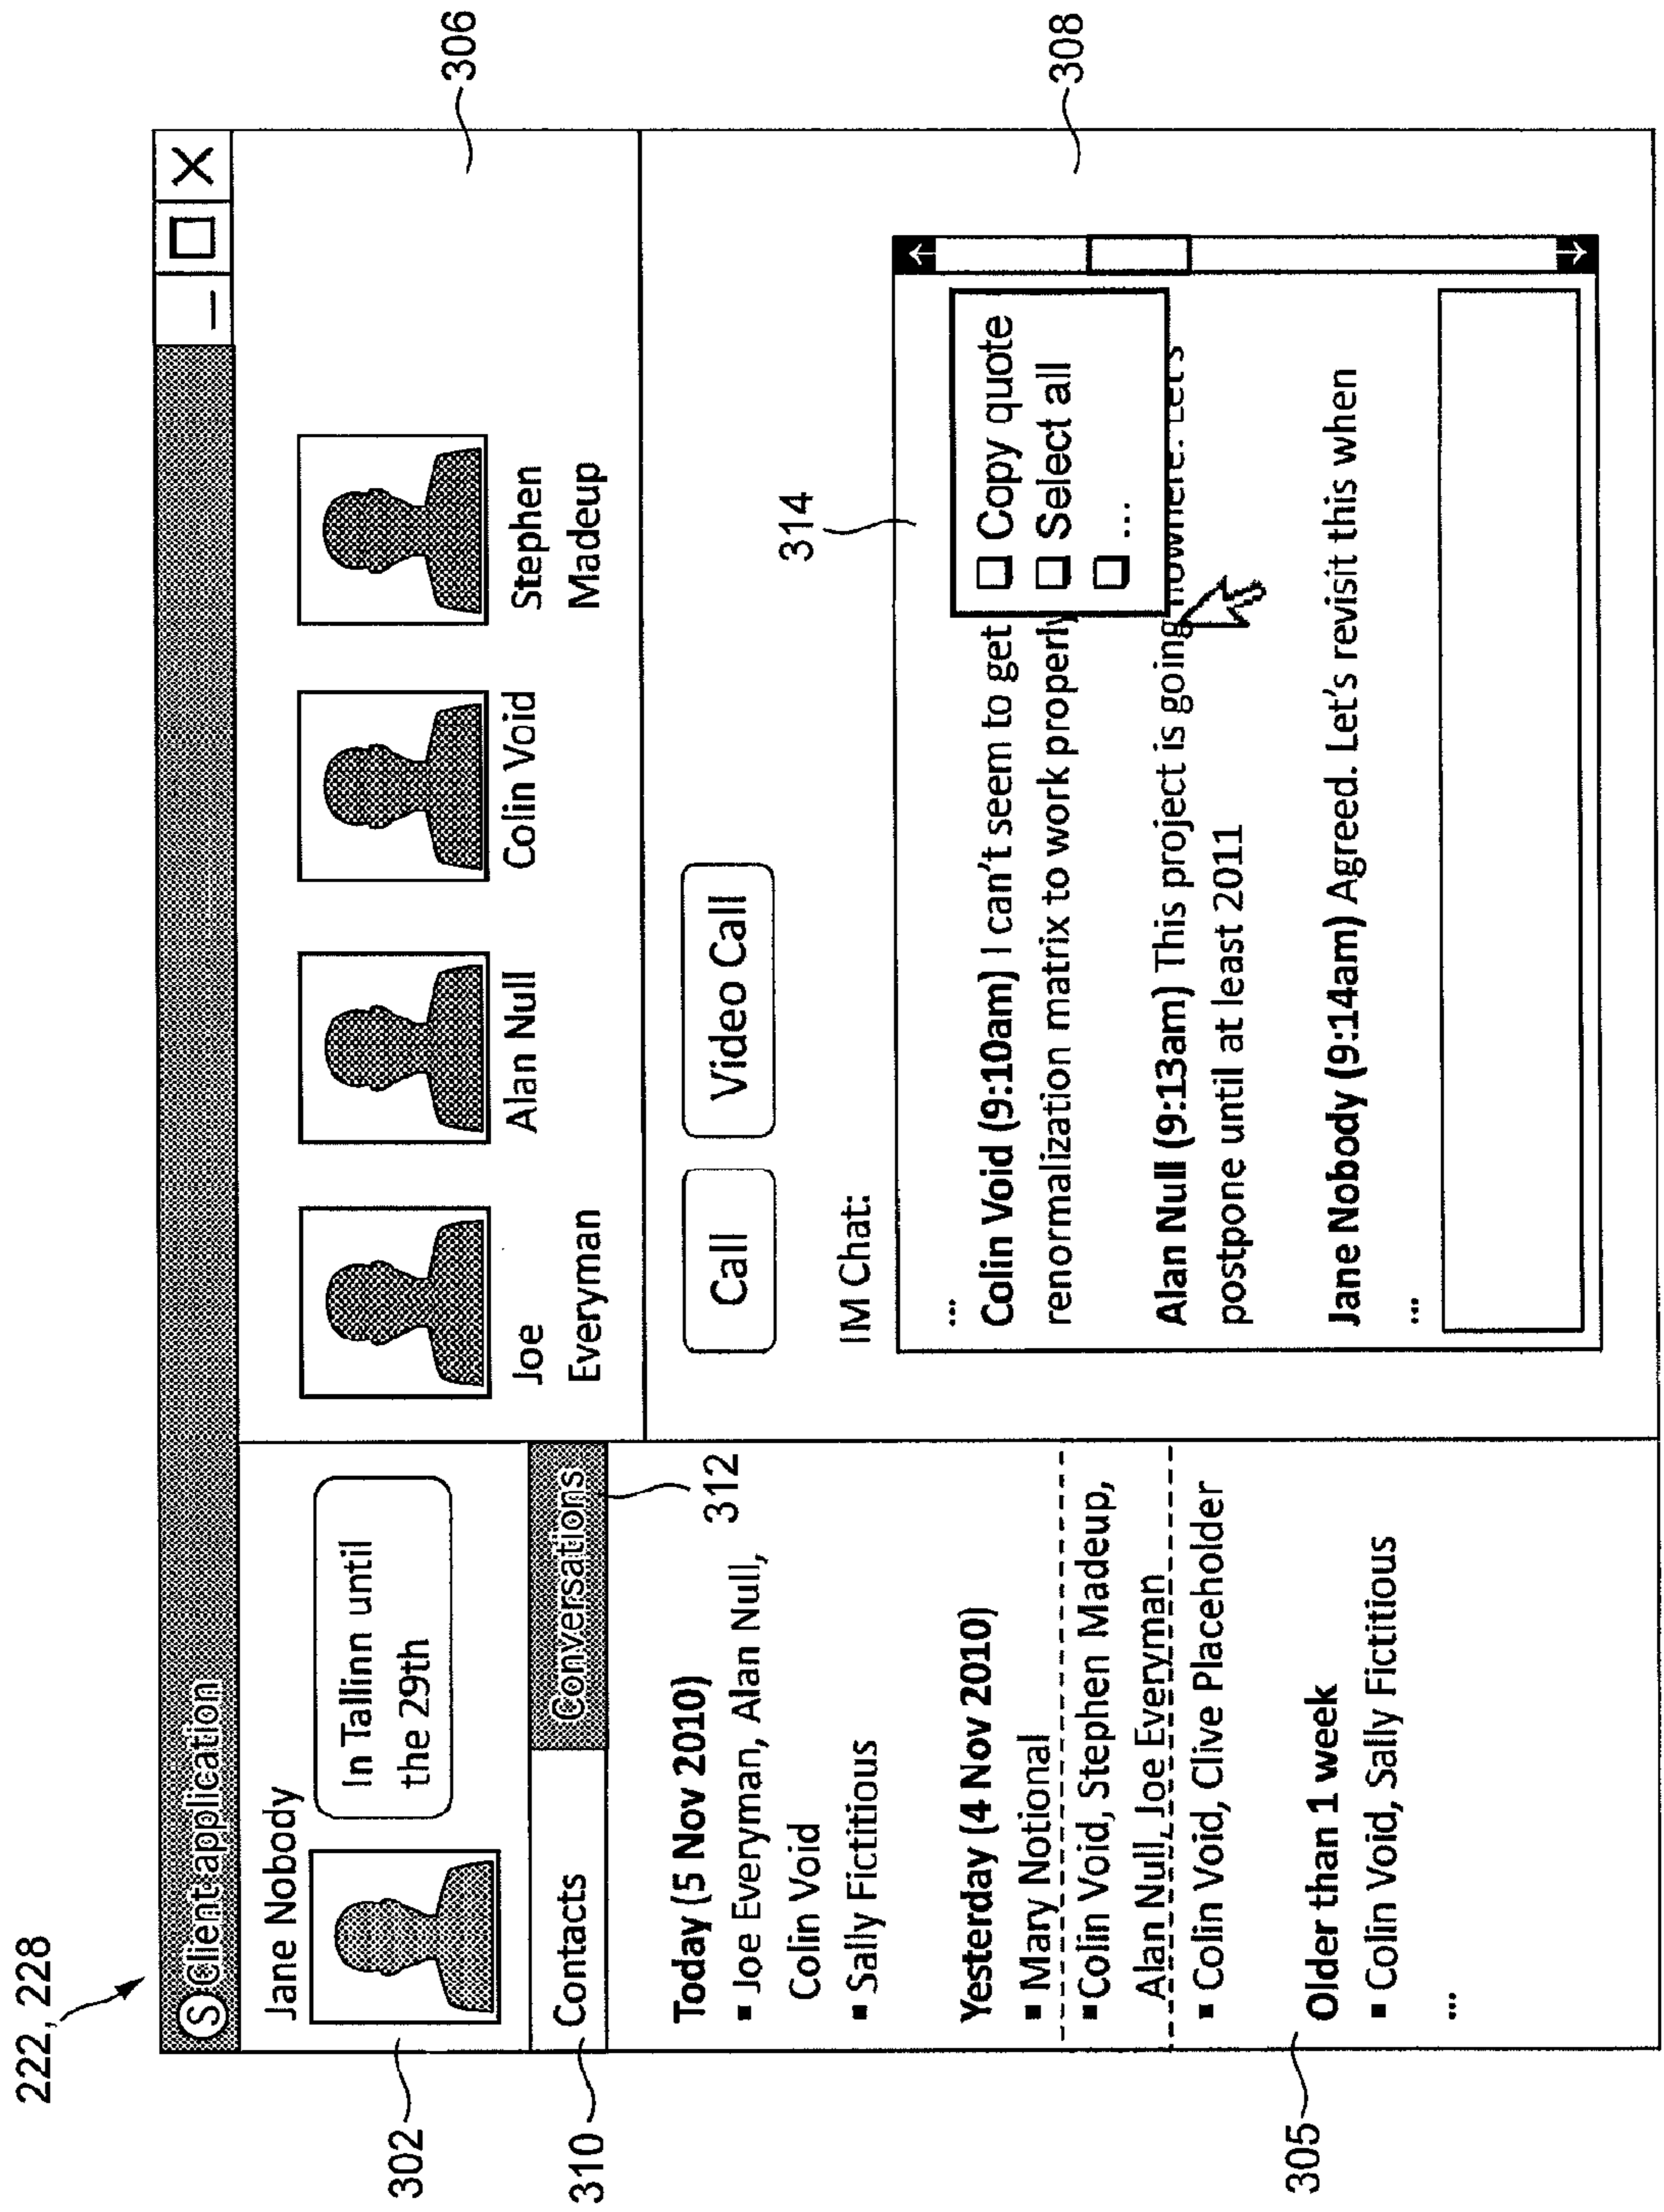 222, 228
S Client application
_ □ X
Jane Nobody
In Tallinn until
the 29th
302
Contacts
Conversations
310
312
Today (5 Nov 2010)
▪ Joe Everyman, Alan Null,
Colin Void
▪ Sally Fictitious
Yesterday (4 Nov 2010)
▪ Mary Notional
▪ Colin Void, Stephen Madeup,
Alan Null, Joe Everyman
▪ Colin Void, Clive Placeholder
Older than 1 week
▪ Colin Void, Sally Fictitious
...
305
Joe
Everyman
Alan Null
Colin Void
Stephen
Madeup
306
Call
Video Call
IM Chat:
314
308
...
Colin Void (9:10am) I can't seem to get
renormalization matrix to work properly
Alan Null (9:13am) This project is going nowhere. Let's
postpone until at least 2011
Jane Nobody (9:14am) Agreed. Let's revisit this when
...
Copy quote
Select all
...